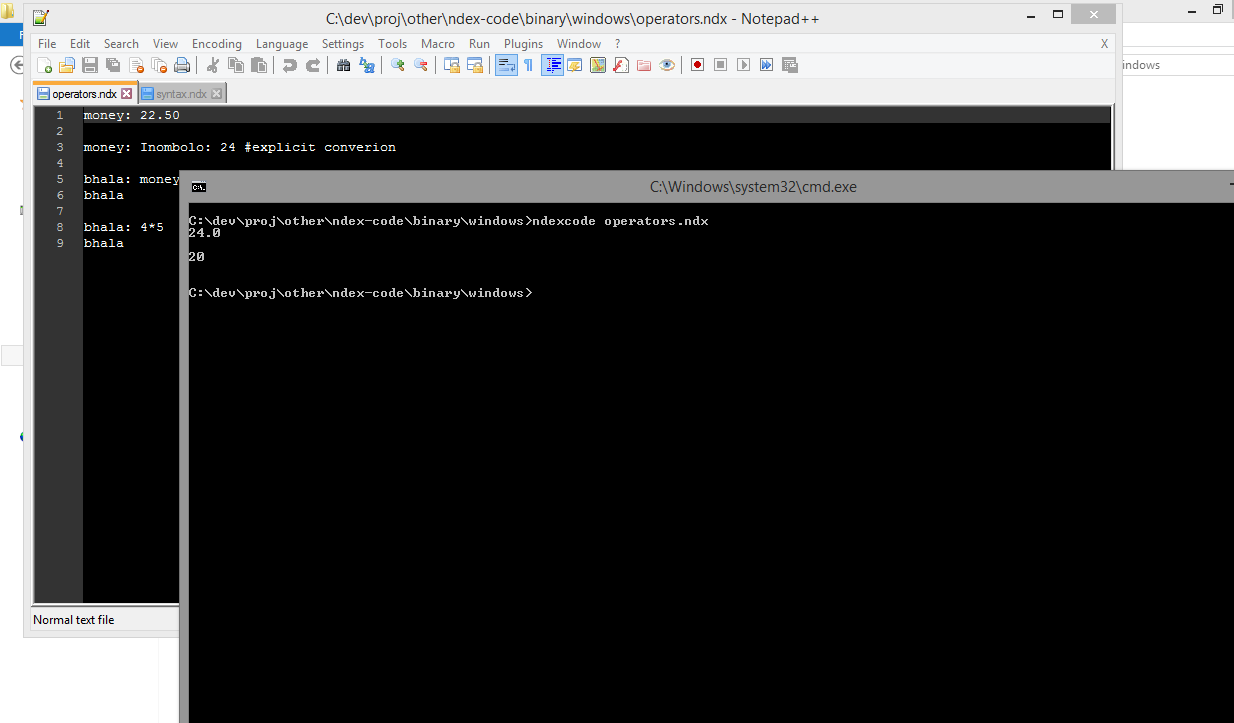 C:\dev\proj\other\ndex-code\binary\windows\operators.ndx - Notepad++
File Edit Search View Encoding Language Settings Tools Macro Run Plugins Window ? X
indows
operators.ndx syntax.ndx
1 money: 22.50
2
3 money: Inombolo: 24 #explicit converion
4
5 bhala: money
6 bhala
7
8 bhala: 4*5
9 bhala
Normal text file
C:\Windows\system32\cmd.exe
C:\dev\proj\other\ndex-code\binary\windows>ndexcode operators.ndx
24.0
20
C:\dev\proj\other\ndex-code\binary\windows>